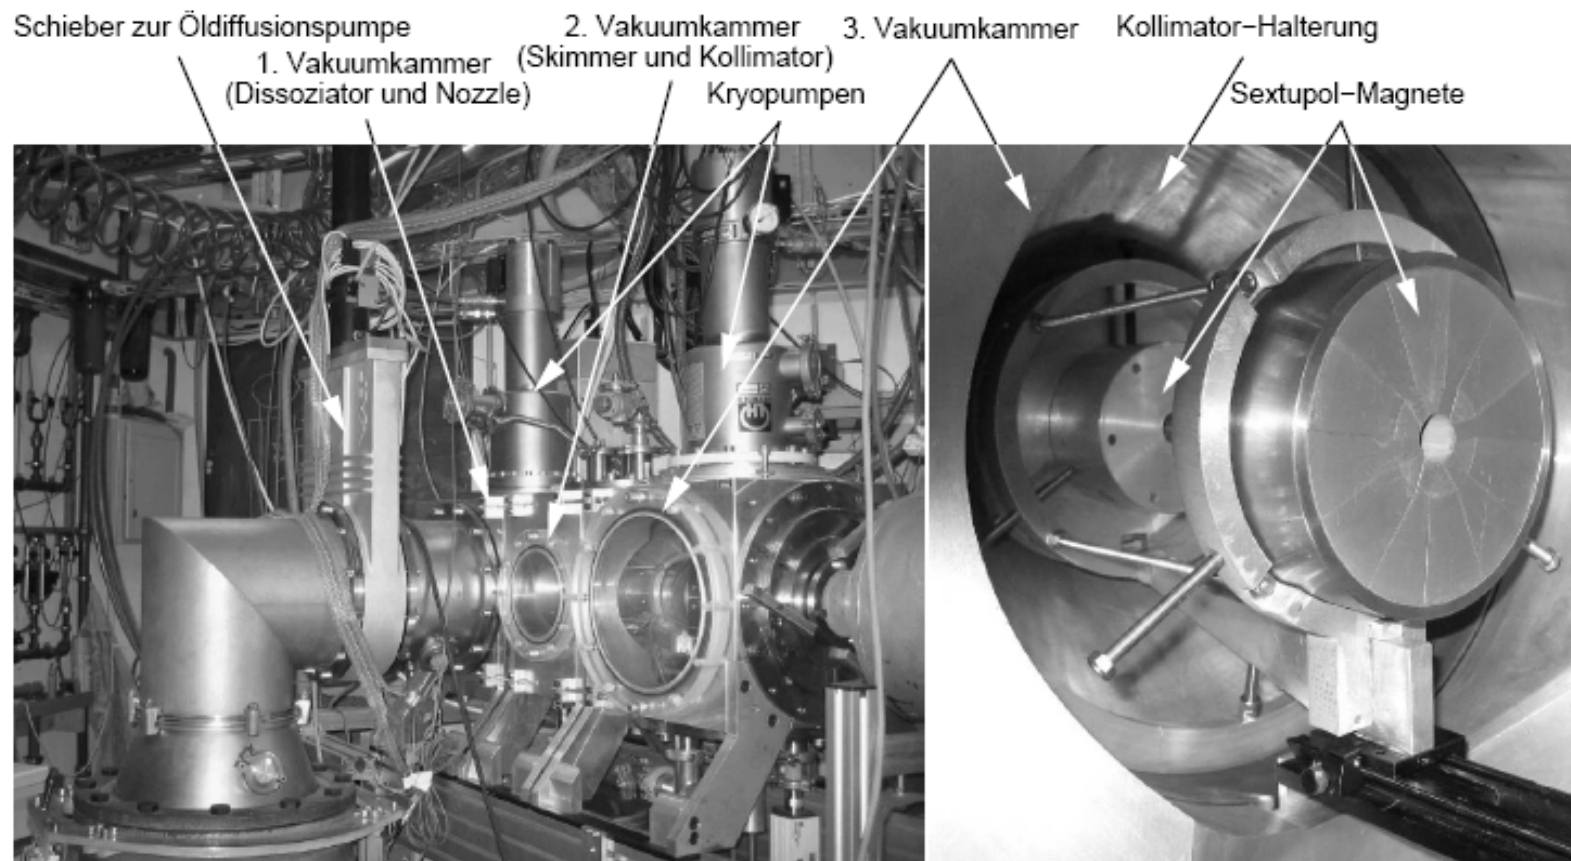 Schieber zur Öldiffusionspumpe
1. Vakuumkammer
(Dissoziator und Nozzle)
2. Vakuumkammer
(Skimmer und Kollimator)
Kryopumpen
3. Vakuumkammer
Kollimator−Halterung
Sextupol−Magnete